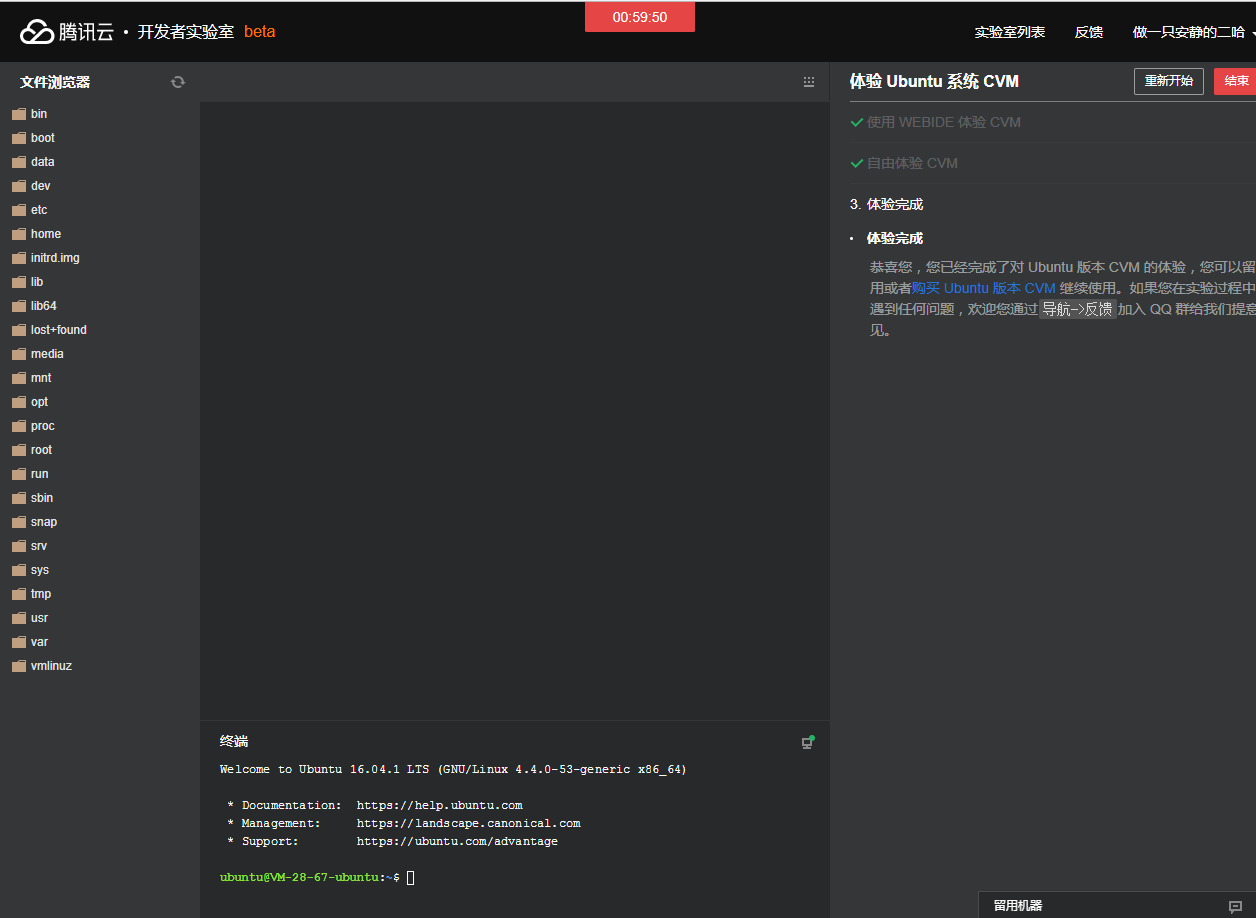 00:59:50
腾讯云 · 开发者实验室 beta
实验室列表 反馈 做一只安静的二哈
文件浏览器
bin
boot
data
dev
etc
home
initrd.img
lib
lib64
lost+found
media
mnt
opt
proc
root
run
sbin
snap
srv
sys
tmp
usr
var
vmlinuz
终端
Welcome to Ubuntu 16.04.1 LTS (GNU/Linux 4.4.0-53-generic x86_64)
* Documentation: https://help.ubuntu.com
* Management: https://landscape.canonical.com
* Support: https://ubuntu.com/advantage
ubuntu@VM-28-67-ubuntu:~$
体验 Ubuntu 系统 CVM 重新开始 结束
使用 WEBIDE 体验 CVM
自由体验 CVM
3. 体验完成
· 体验完成
恭喜您，您已经完成了对 Ubuntu 版本 CVM 的体验，您可以留
用或者购买 Ubuntu 版本 CVM 继续使用。如果您在实验过程中
遇到任何问题，欢迎您通过 导航->反馈 加入 QQ 群给我们提意
见。
留用机器